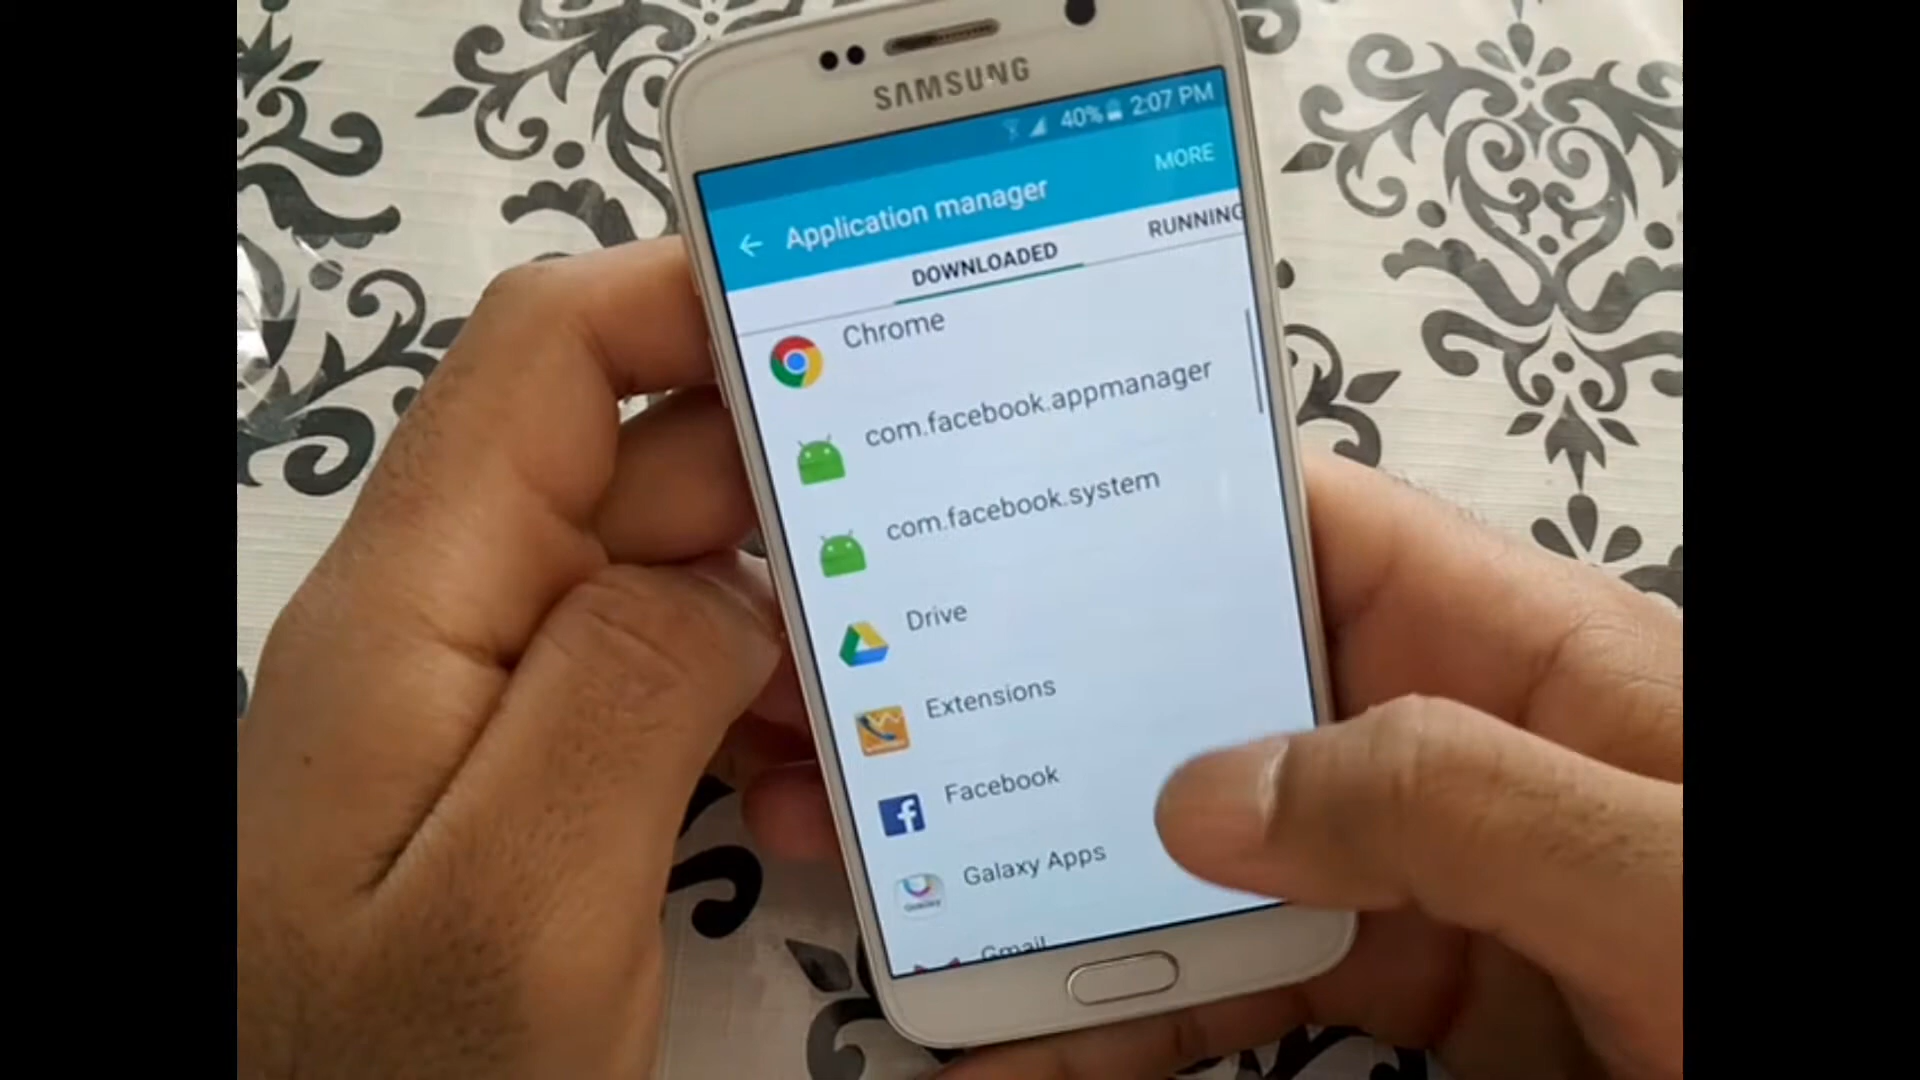 SAMSUNG
40% 2:07 PM
Application manager
MORE
DOWNLOADED
RUNNING
Chrome
com.facebook.appmanager
com.facebook.system
Drive
Extensions
Facebook
Galaxy Apps
Gmail